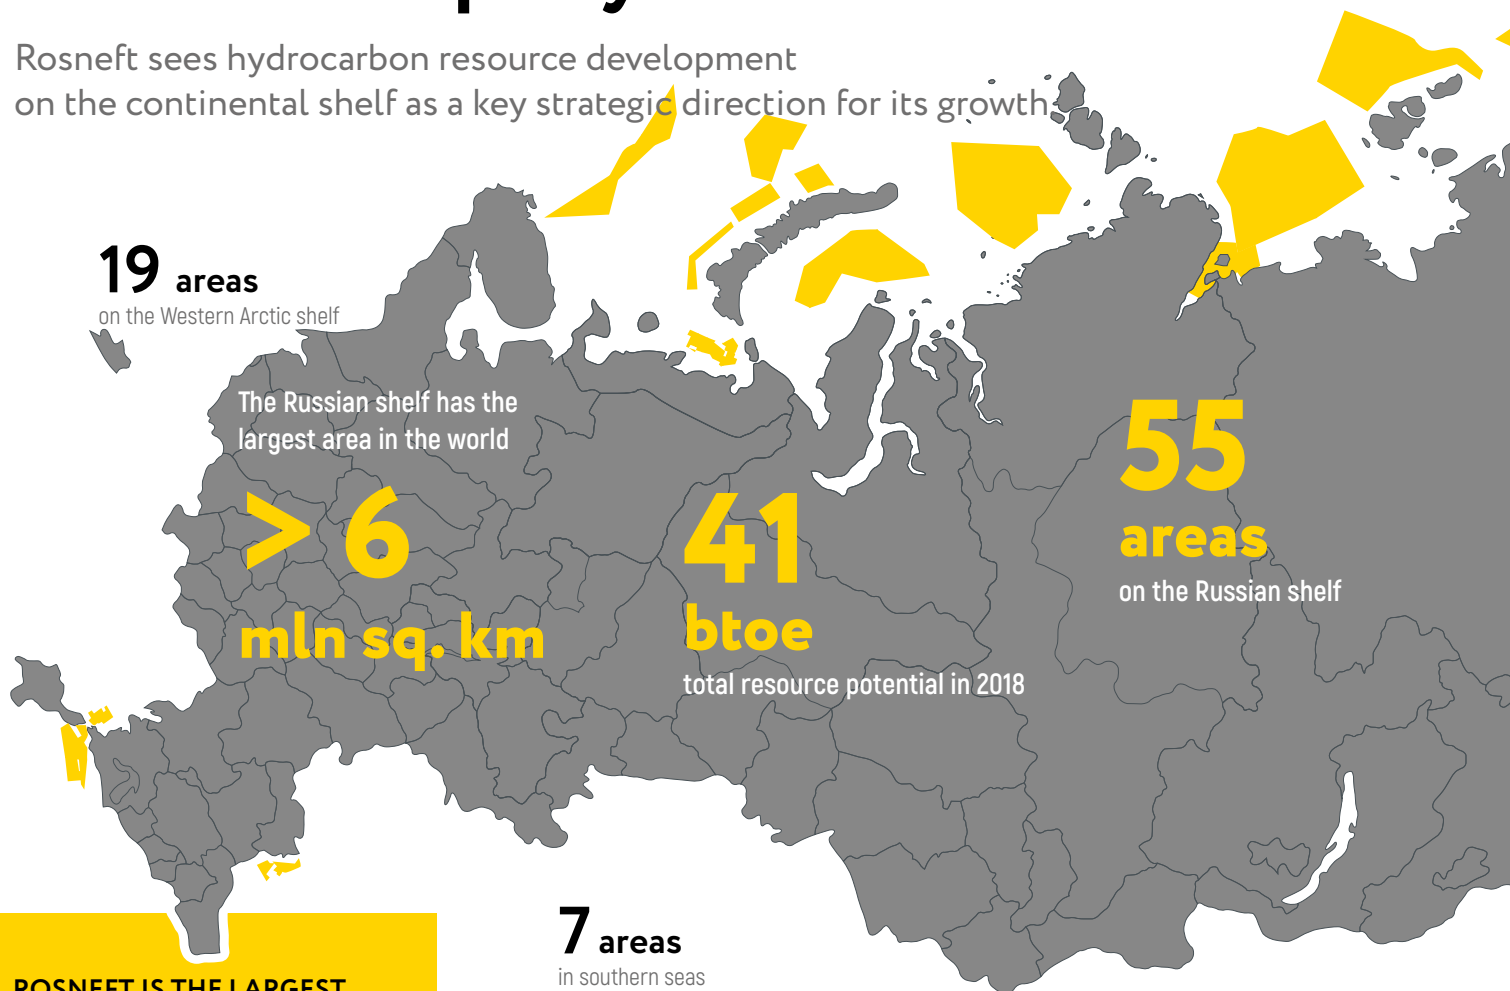 Rosneft sees hydrocarbon resource development
on the continental shelf as a key strategic direction for its growth
19 areas
on the Western Arctic shelf
The Russian shelf has the
largest area in the world
> 6
mln sq. km
41
btoe
total resource potential in 2018
55
areas
on the Russian shelf
7 areas
in southern seas
ROSNEFT IS THE LARGEST